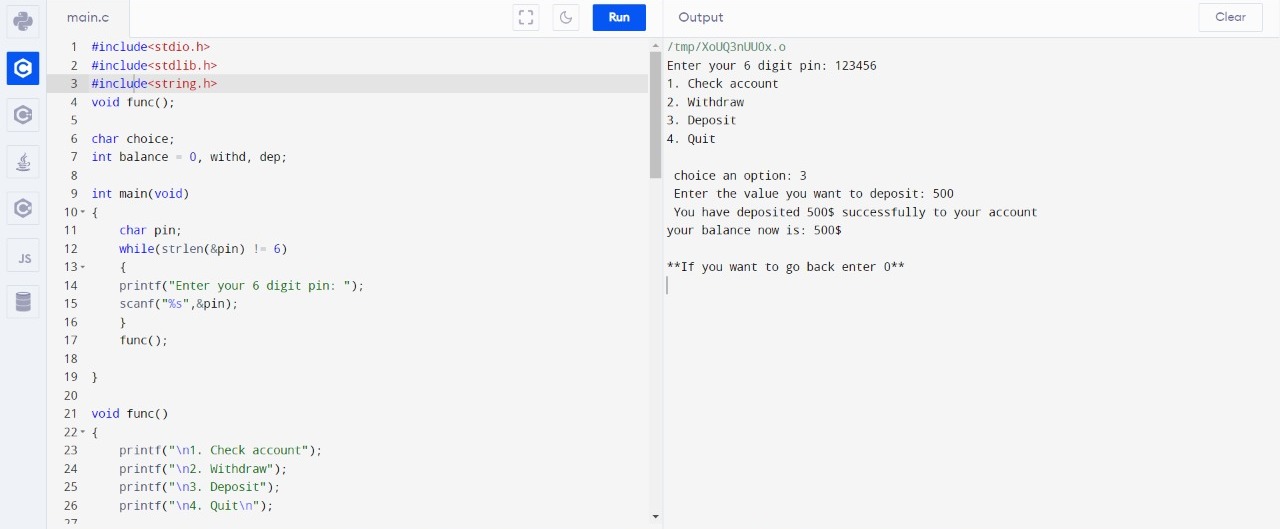 main.c
Run
Output
Clear
1 #include<stdio.h>
2 #include<stdlib.h>
3 #include<string.h>
4 void func();
5
6 char choice;
7 int balance = 0, withd, dep;
8
9 int main(void)
10 {
11 char pin;
12 while(strlen(&pin) != 6)
13 {
14 printf("Enter your 6 digit pin: ");
15 scanf("%s",&pin);
16 }
17 func();
18
19 }
20
21 void func()
22 {
23 printf("\n1. Check account");
24 printf("\n2. Withdraw");
25 printf("\n3. Deposit");
26 printf("\n4. Quit\n");
27
JS
/tmp/XoUQ3nUUOx.o
Enter your 6 digit pin: 123456
1. Check account
2. Withdraw
3. Deposit
4. Quit
choice an option: 3
Enter the value you want to deposit: 500
You have deposited 500$ successfully to your account
your balance now is: 500$
**If you want to go back enter 0**